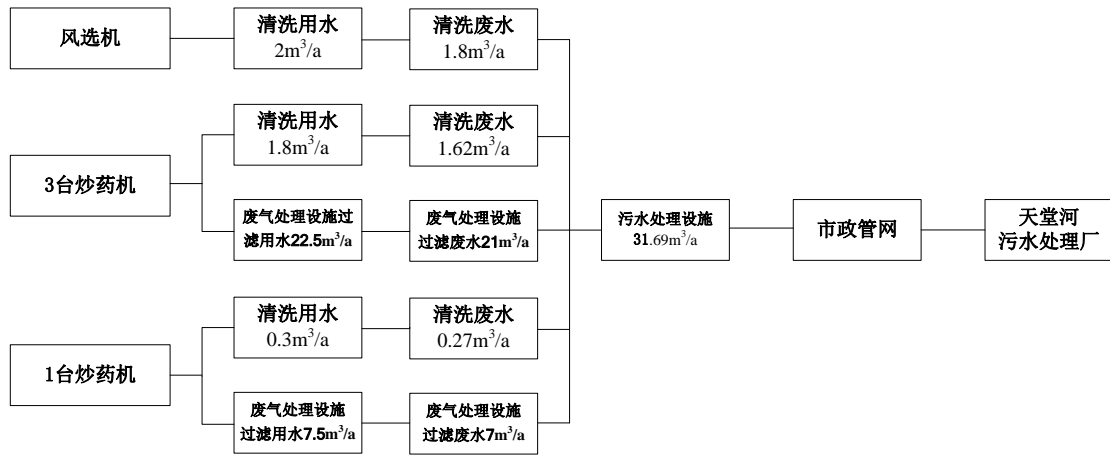 风选机
清洗用水
2m³/a
清洗废水
1.8m³/a
3台炒药机
清洗用水
1.8m³/a
清洗废水
1.62m³/a
废气处理设施过
滤用水22.5m³/a
废气处理设施
过滤废水21m³/a
1台炒药机
清洗用水
0.3m³/a
清洗废水
0.27m³/a
废气处理设施
过滤用水7.5m³/a
废气处理设施
过滤废水7m³/a
污水处理设施
31.69m³/a
市政管网
天堂河
污水处理厂